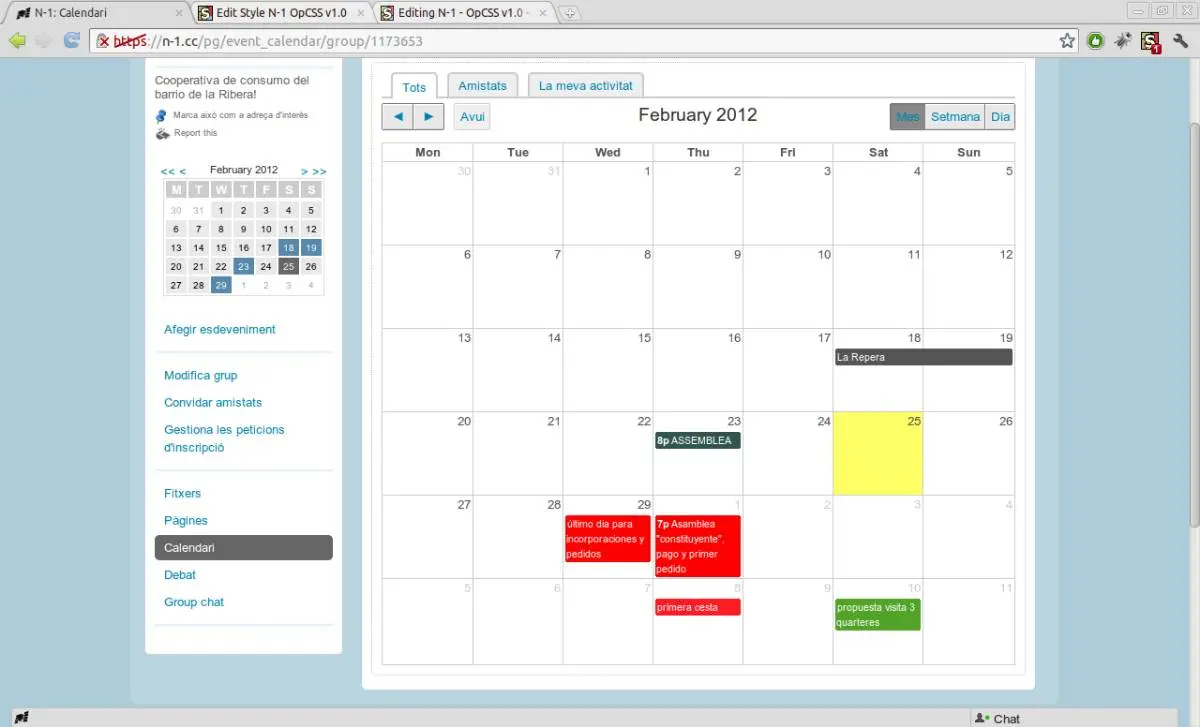 N-1: Calendari
Edit Style N-1 OpCSS v1.0
Editing N-1 - OpCSS v1.0 -
https://n-1.cc/pg/event_calendar/group/1173653
1
Cooperativa de consumo del
barrio de la Ribera!
Marca això com a adreça d'interès
Report this
<< < February 2012 > >>
M T W T F S S
30 31 1 2 3 4 5
6 7 8 9 10 11 12
13 14 15 16 17 18 19
20 21 22 23 24 25 26
27 28 29 1 2 3 4
Afegir esdeveniment
Modifica grup
Convidar amistats
Gestiona les peticions
d'inscripció
Fitxers
Pàgines
Calendari
Debat
Group chat
Tots Amistats La meva activitat
Avui February 2012 Mes Setmana Dia
Mon Tue Wed Thu Fri Sat Sun
30 31 1 2 3 4 5
6 7 8 9 10 11 12
13 14 15 16 17 18 19
La Repera
20 21 22 23 24 25 26
8p ASSEMBLEA
27 28 29 1 2 3 4
último dia para
incorporaciones y
pedidos
7p Asamblea
"constituyente",
pago y primer
pedido
5 6 7 8 9 10 11
primera cesta
propuesta visita 3
quarteres
Chat